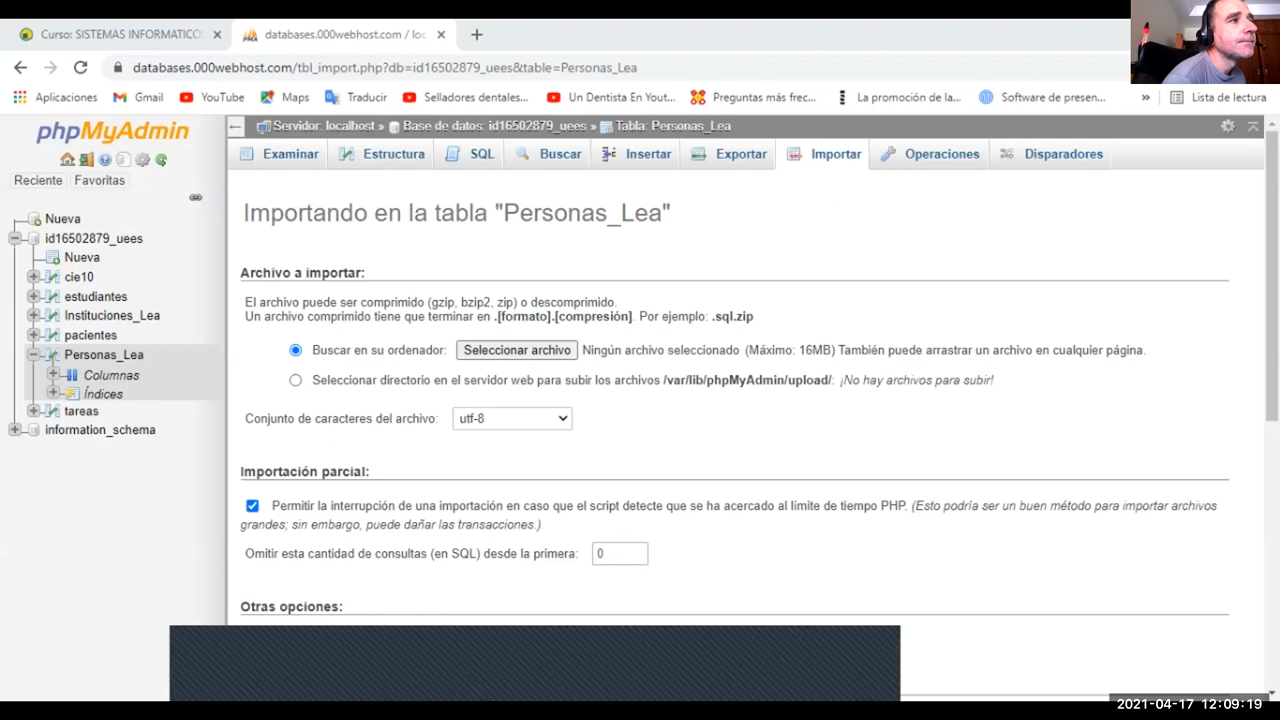 Curso: SISTEMAS INFORMATICO
databases.000webhost.com / loc
databases.000webhost.com/tbl_import.php?db=id16502879_uees&table=Personas_Lea
Aplicaciones Gmail YouTube Maps Traducir Selladores dentales... Un Dentista En Yout... Preguntas más frec... La promoción de la... Software de presen... » Lista de lectura
phpMyAdmin
Reciente Favoritas
Nueva
id16502879_uees
Nueva
cie10
estudiantes
Instituciones_Lea
pacientes
Personas_Lea
Columnas
Índices
tareas
information_schema
Servidor: localhost » Base de datos: id16502879_uees » Tabla: Personas_Lea
Examinar Estructura SQL Buscar Insertar Exportar Importar Operaciones Disparadores
Importando en la tabla "Personas_Lea"
Archivo a importar:
El archivo puede ser comprimido (gzip, bzip2, zip) o descomprimido.
Un archivo comprimido tiene que terminar en .[formato].[compresión]. Por ejemplo: .sql.zip
Buscar en su ordenador: Seleccionar archivo Ningún archivo seleccionado (Máximo: 16MB) También puede arrastrar un archivo en cualquier página.
Seleccionar directorio en el servidor web para subir los archivos /var/lib/phpMyAdmin/upload/: ¡No hay archivos para subir!
Conjunto de caracteres del archivo: utf-8
Importación parcial:
Permitir la interrupción de una importación en caso que el script detecte que se ha acercado al límite de tiempo PHP. (Esto podría ser un buen método para importar archivos
grandes; sin embargo, puede dañar las transacciones.)
Omitir esta cantidad de consultas (en SQL) desde la primera: 0
Otras opciones:
2021-04-17 12:09:19